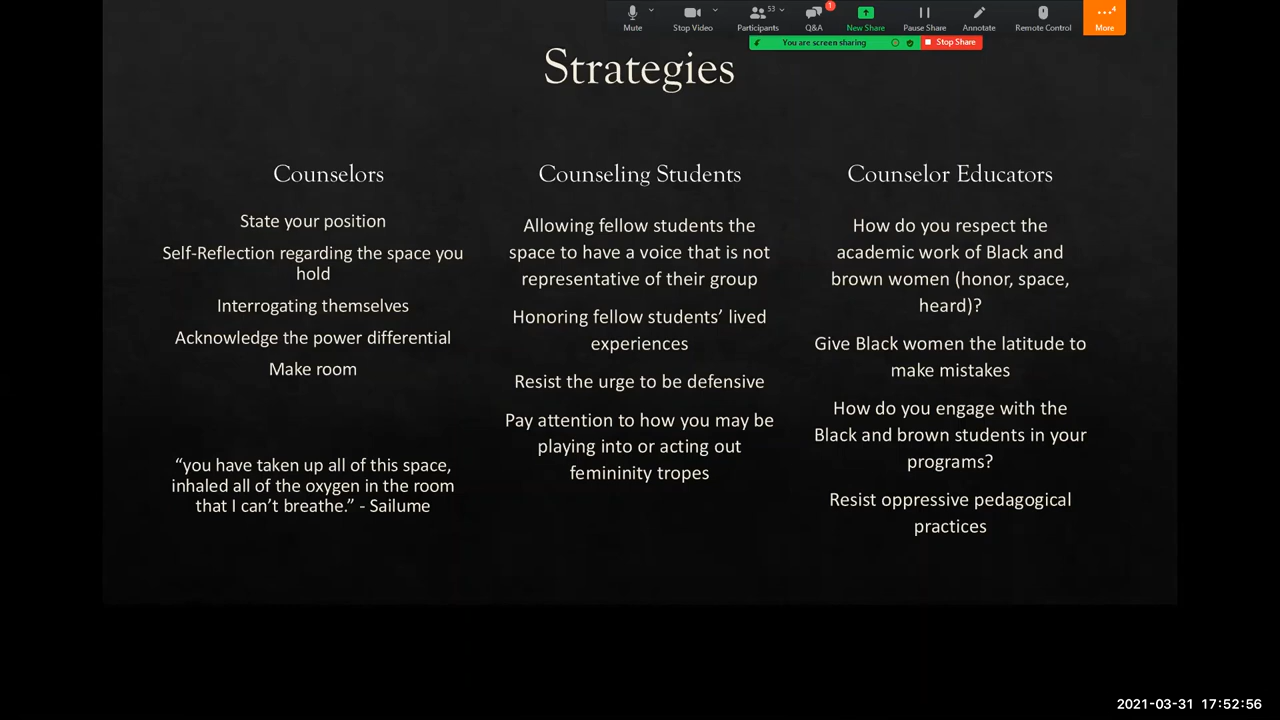 53
1
4
Mute
Stop Video
Participants
Q&A
New Share
Pause Share
Annotate
Remote Control
More
You are screen sharing
Stop Share
Strategies
Counselors
State your position
Self-Reflection regarding the space you
hold
Interrogating themselves
Acknowledge the power differential
Make room
“you have taken up all of this space,
inhaled all of the oxygen in the room
that I can’t breathe.” - Sailume
Counseling Students
Allowing fellow students the
space to have a voice that is not
representative of their group
Honoring fellow students’ lived
experiences
Resist the urge to be defensive
Pay attention to how you may be
playing into or acting out
femininity tropes
Counselor Educators
How do you respect the
academic work of Black and
brown women (honor, space,
heard)?
Give Black women the latitude to
make mistakes
How do you engage with the
Black and brown students in your
programs?
Resist oppressive pedagogical
practices
2021-03-31 17:52:56